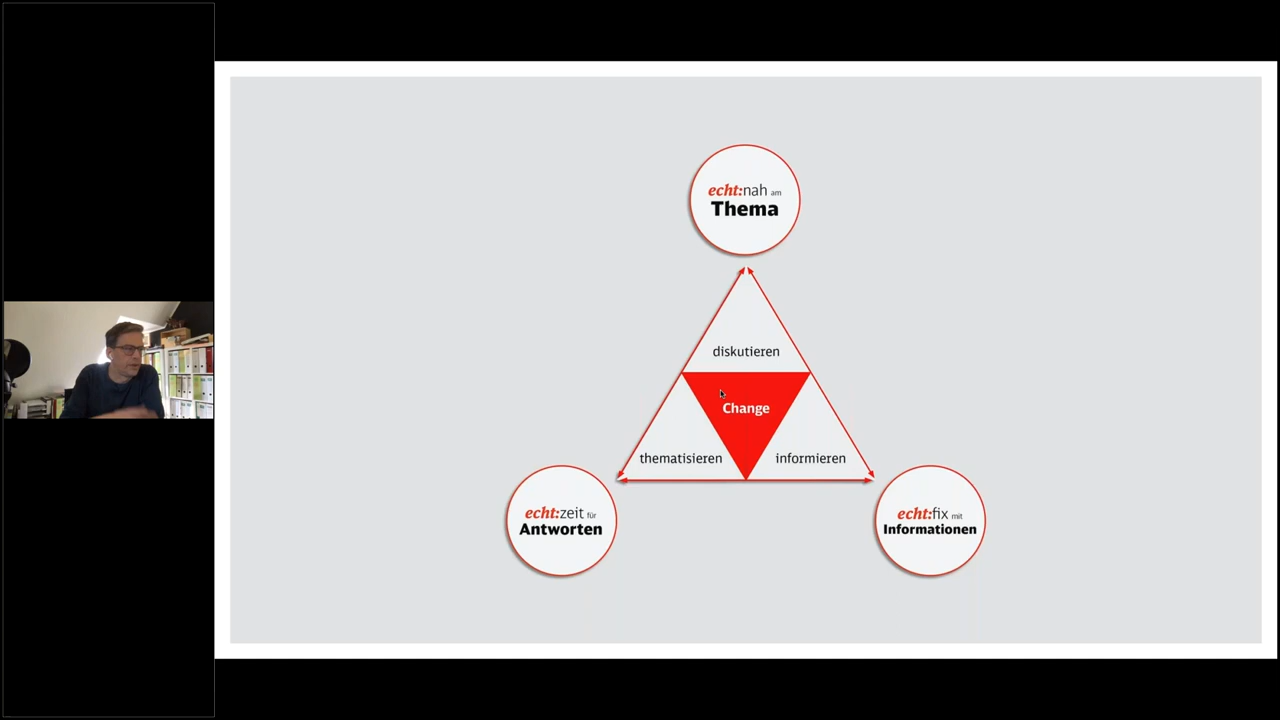 echt:nah am
Thema
diskutieren
Change
thematisieren
informieren
echt:zeit für
Antworten
echt:fix mit
Informationen